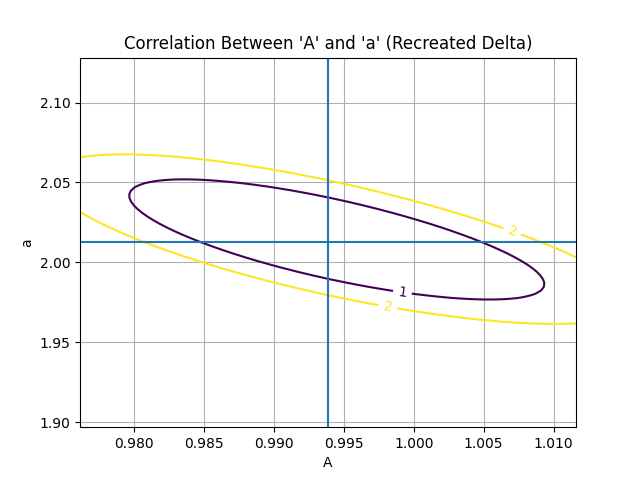 Correlation Between 'A' and 'a' (Recreated Delta)
2.10
2.05
2.00
1.95
1.90
a
2
1
2
0.980 0.985 0.990 0.995 1.000 1.005 1.010
A